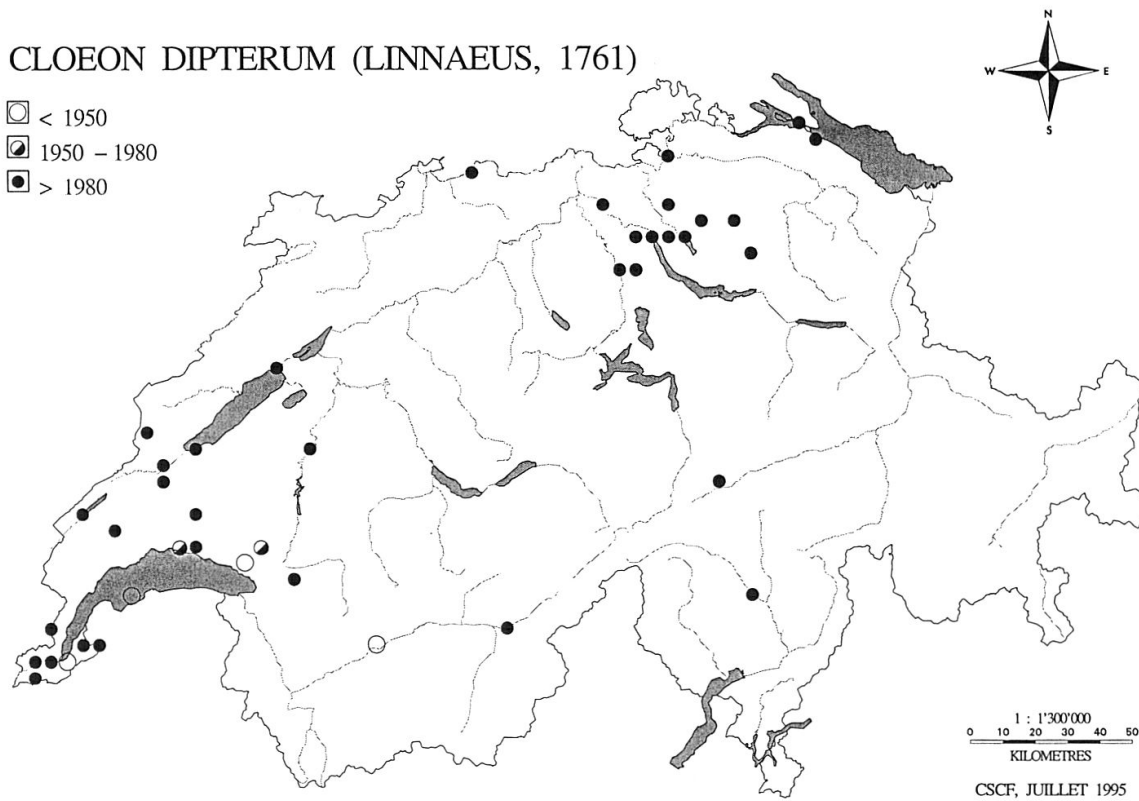 CLOEON DIPTERUM (LINNAEUS, 1761)
< 1950
1950 – 1980
> 1980
N
W E
S
1 : 1'300'000
0 10 20 30 40 50
KILOMETRES
CSCF, JUILLET 1995